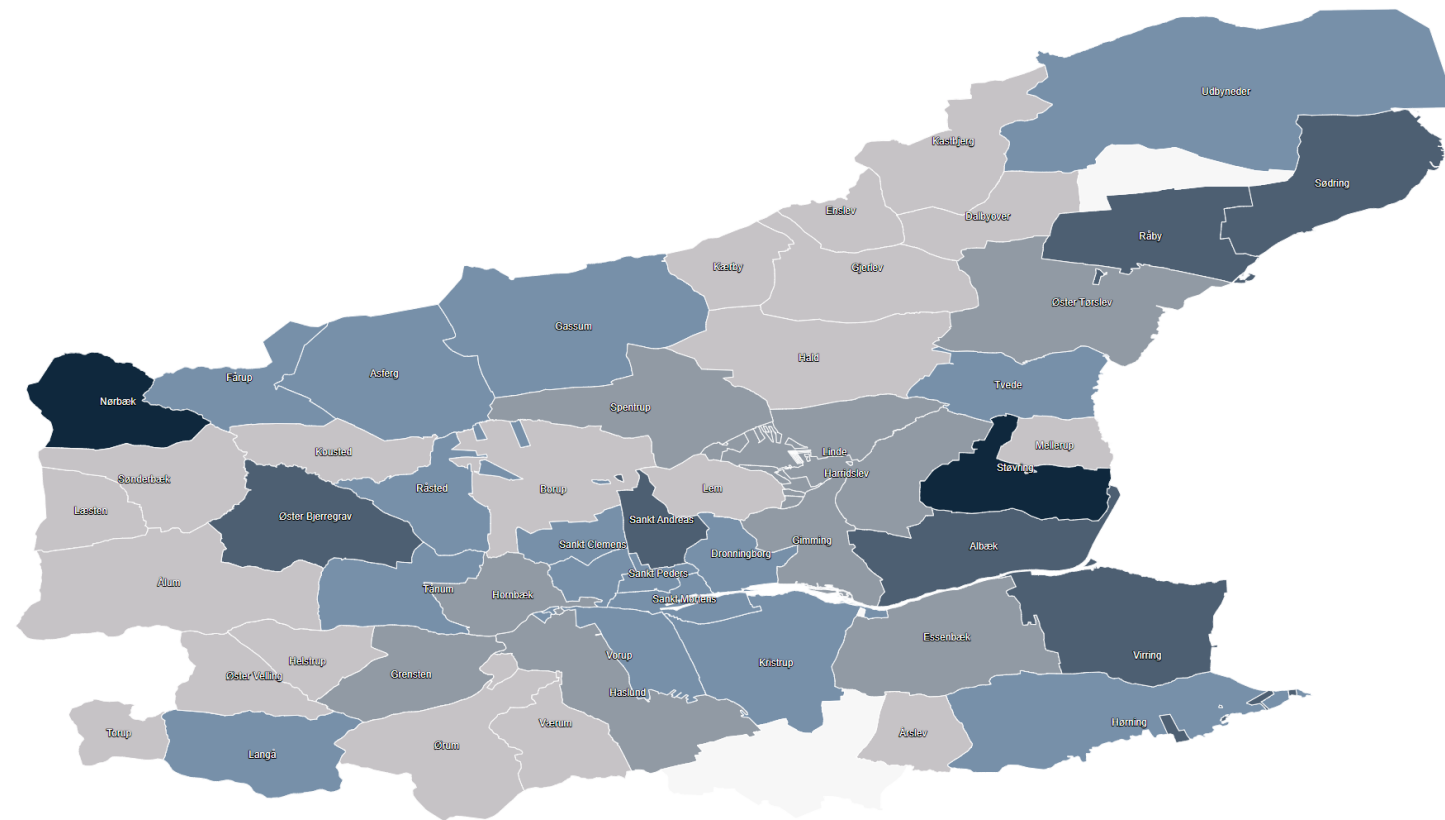 Udbyneder
Kastbjerg
Sødring
Enslev
Dalbyover
Råby
Kærby
Gjerlev
Øster Tørslev
Gassum
Hald
Asferg
Fårup
Tvede
Nørbæk
Spentrup
Mellerup
Kousted
Linde
Støvring
Harridslev
Søndefbæk
Råsted
Borup
Lem
Læsten
Øster Bjerregrav
Sankt Andreas
Gimming
Albæk
Sankt Clemens
Dronningborg
Sankt Peders
Ålum
Tånum
Hornbæk
Sankt Mortens
Essenbæk
Vorup
Virring
Helstrup
Kristrup
Øster Velling
Grensten
Haslund
Hørning
Værum
Torup
Årslev
Ørum
Langå